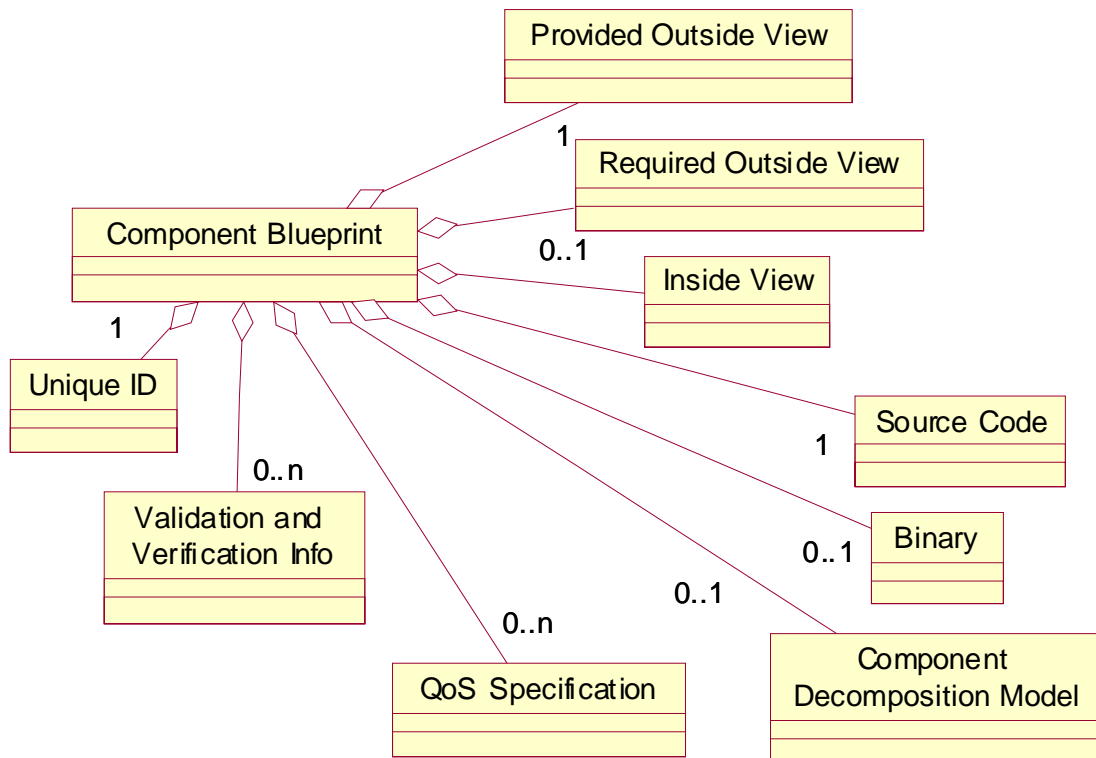 Provided Outside View
1
Required Outside View
Component Blueprint
0..1
Inside View
1
Unique ID
Source Code
1
0..n
Validation and
Verification Info
Binary
0..1
0..1
0..n
Component
Decomposition Model
QoS Specification